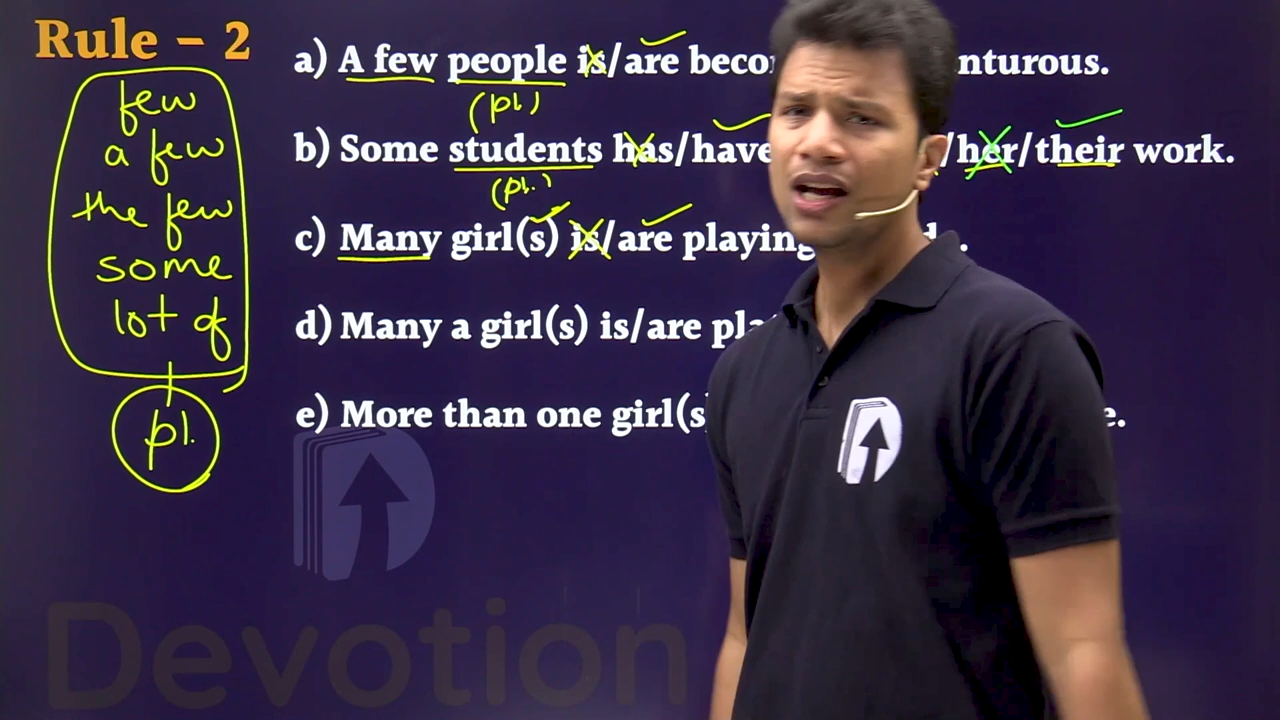 Rule - 2
few
a few
the few
some
lot of
pl.
a) A few people is/are nturous.
(pl.)
b) Some students has/have /her/their work.
(pl.)
c) Many girl(s) is/are playing
d) Many a girl(s) is/are
e) More than one girl(s) e.
Devotion